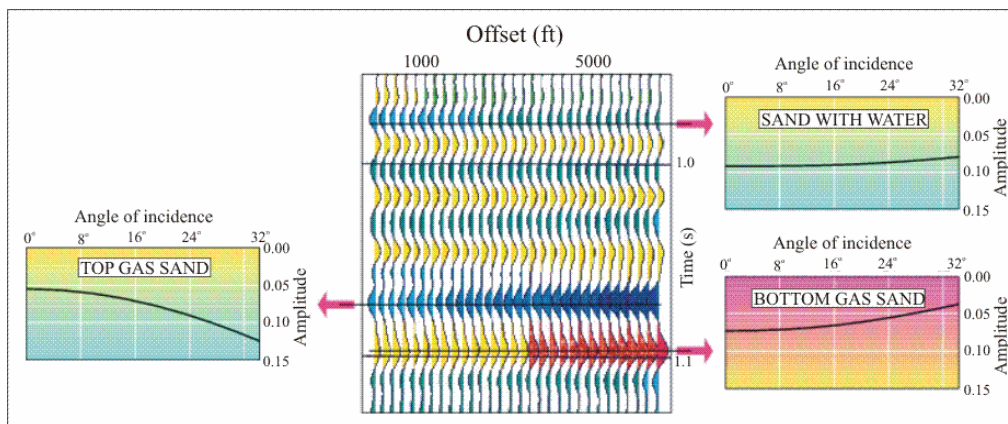 Offset (ft)
1000 5000
1.0
Time (s)
1.1
Angle of incidence
0° 8° 16° 24° 32°
SAND WITH WATER
0.00
0.05
0.10
0.15
Amplitude
Angle of incidence
0° 8° 16° 24° 32°
TOP GAS SAND
0.00
0.05
0.10
0.15
Amplitude
Angle of incidence
0° 8° 16° 24° 32°
BOTTOM GAS SAND
0.00
0.05
0.10
0.15
Amplitude